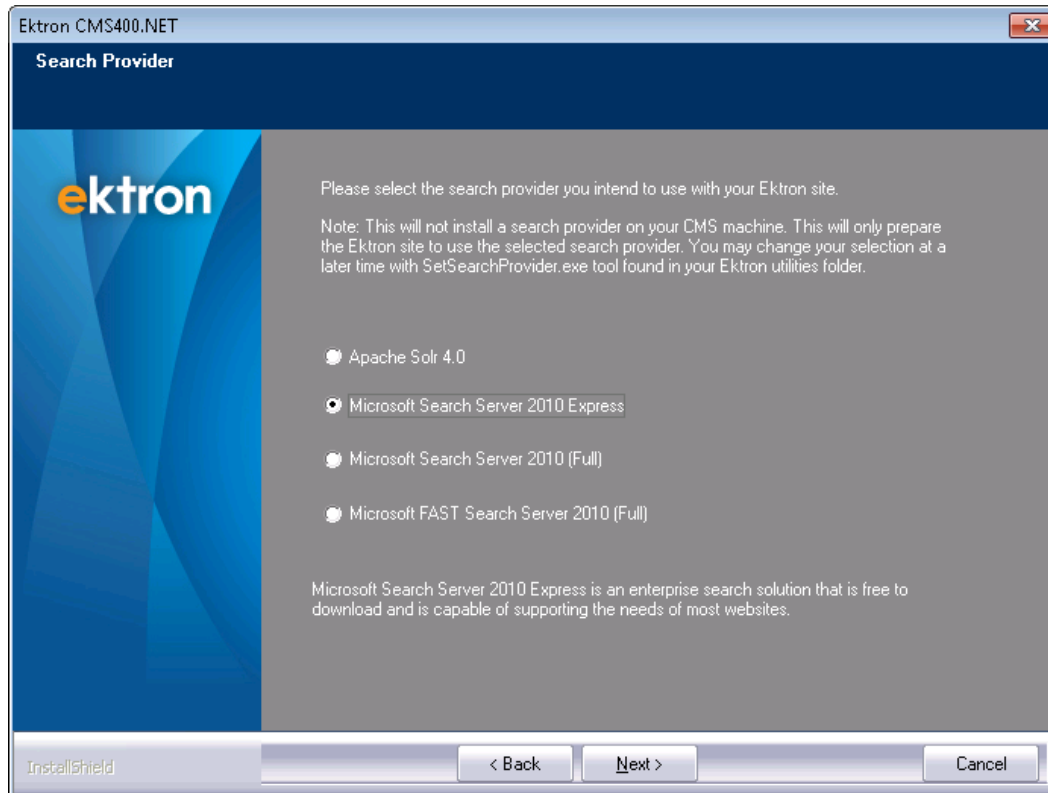 Ektron CMS400.NET
Search Provider
ektron
Please select the search provider you intend to use with your Ektron site.
Note: This will not install a search provider on your CMS machine. This will only prepare
the Ektron site to use the selected search provider. You may change your selection at a
later time with SetSearchProvider.exe tool found in your Ektron utilities folder.
Apache Solr 4.0
Microsoft Search Server 2010 Express
Microsoft Search Server 2010 (Full)
Microsoft FAST Search Server 2010 (Full)
Microsoft Search Server 2010 Express is an enterprise search solution that is free to
download and is capable of supporting the needs of most websites.
InstallShield
< Back
Next >
Cancel